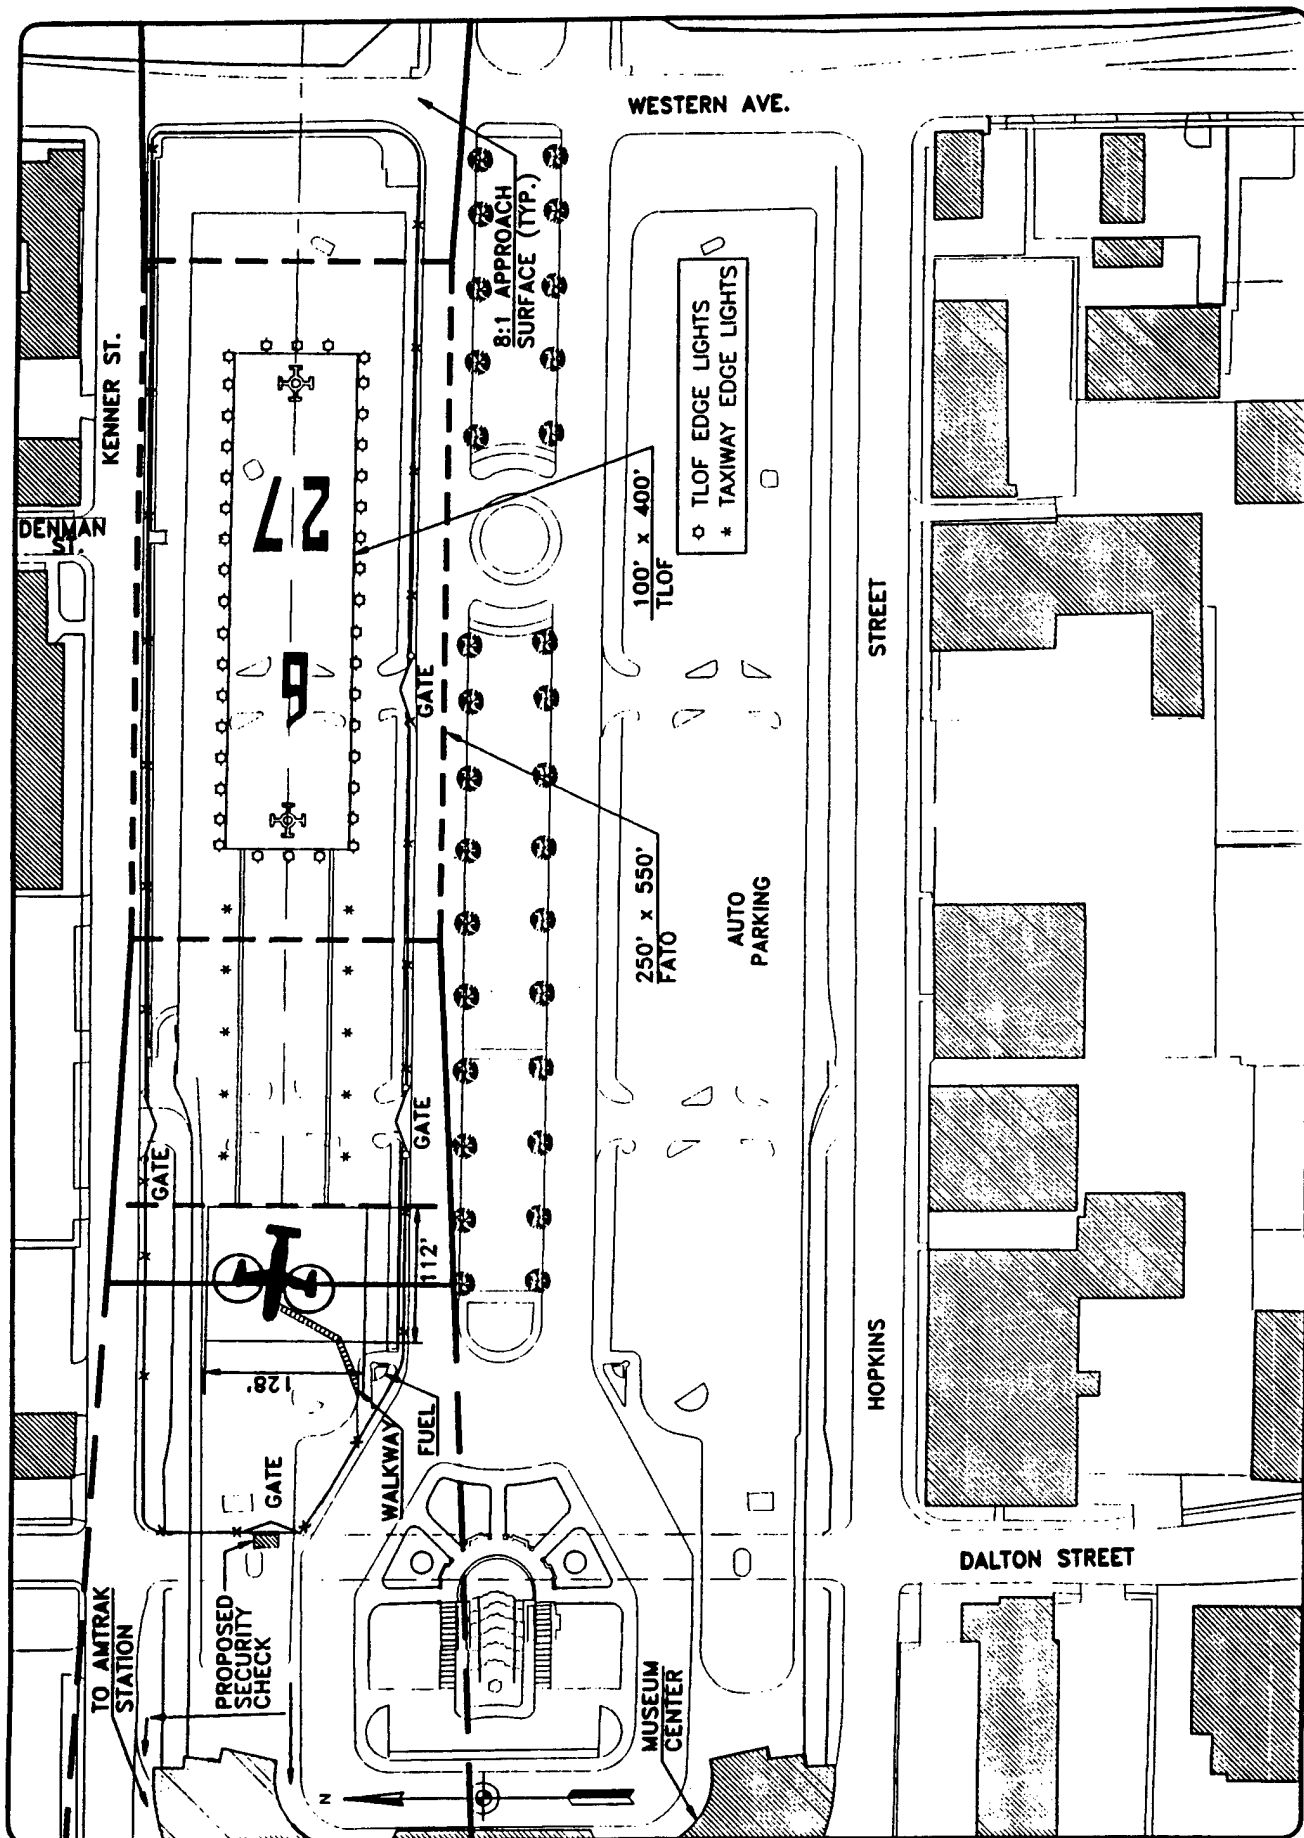 WESTERN AVE.
KENNER ST.
DENMAN
ST.
8:1 APPROACH
SURFACE (TYP.)
TLOF EDGE LIGHTS
* TAXIWAY EDGE LIGHTS
27
9
100' x 400'
TLOF
GATE
STREET
250' x 550'
FATO
AUTO
PARKING
GATE
GATE
112'
128'
HOPKINS
FUEL
WALKWAY
GATE
DALTON STREET
TO AMTRAK
STATION
PROPOSED
SECURITY
CHECK
MUSEUM
CENTER
N